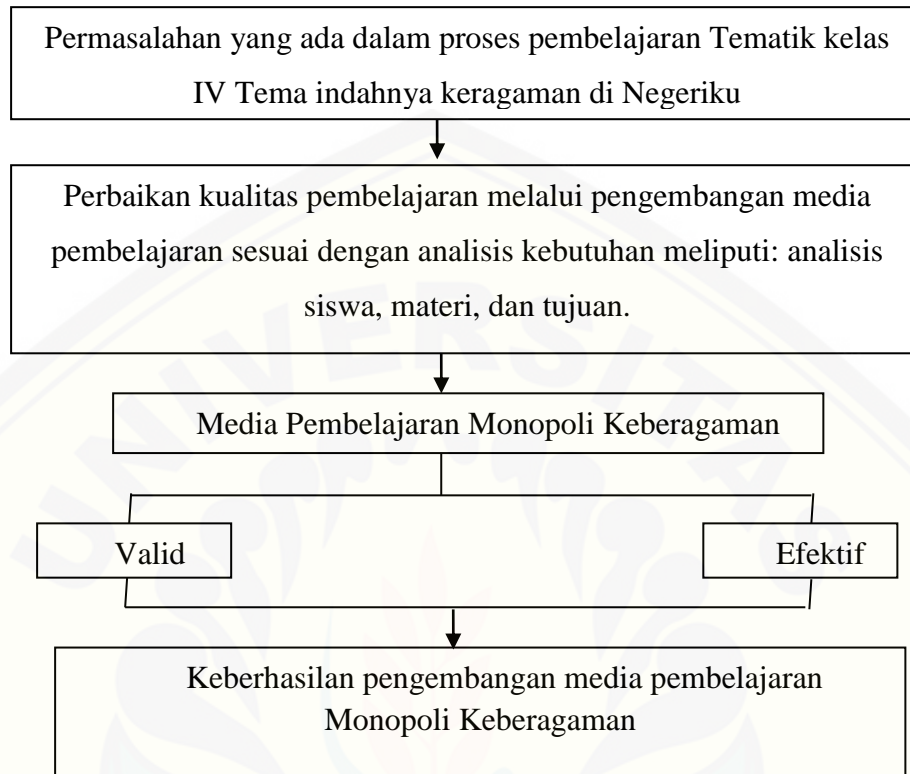 Permasalahan yang ada dalam proses pembelajaran Tematik kelas
IV Tema indahnya keragaman di Negeriku
Perbaikan kualitas pembelajaran melalui pengembangan media
pembelajaran sesuai dengan analisis kebutuhan meliputi: analisis
siswa, materi, dan tujuan.
Media Pembelajaran Monopoli Keberagaman
Valid
Efektif
Keberhasilan pengembangan media pembelajaran
Monopoli Keberagaman
UNIVERSITAS